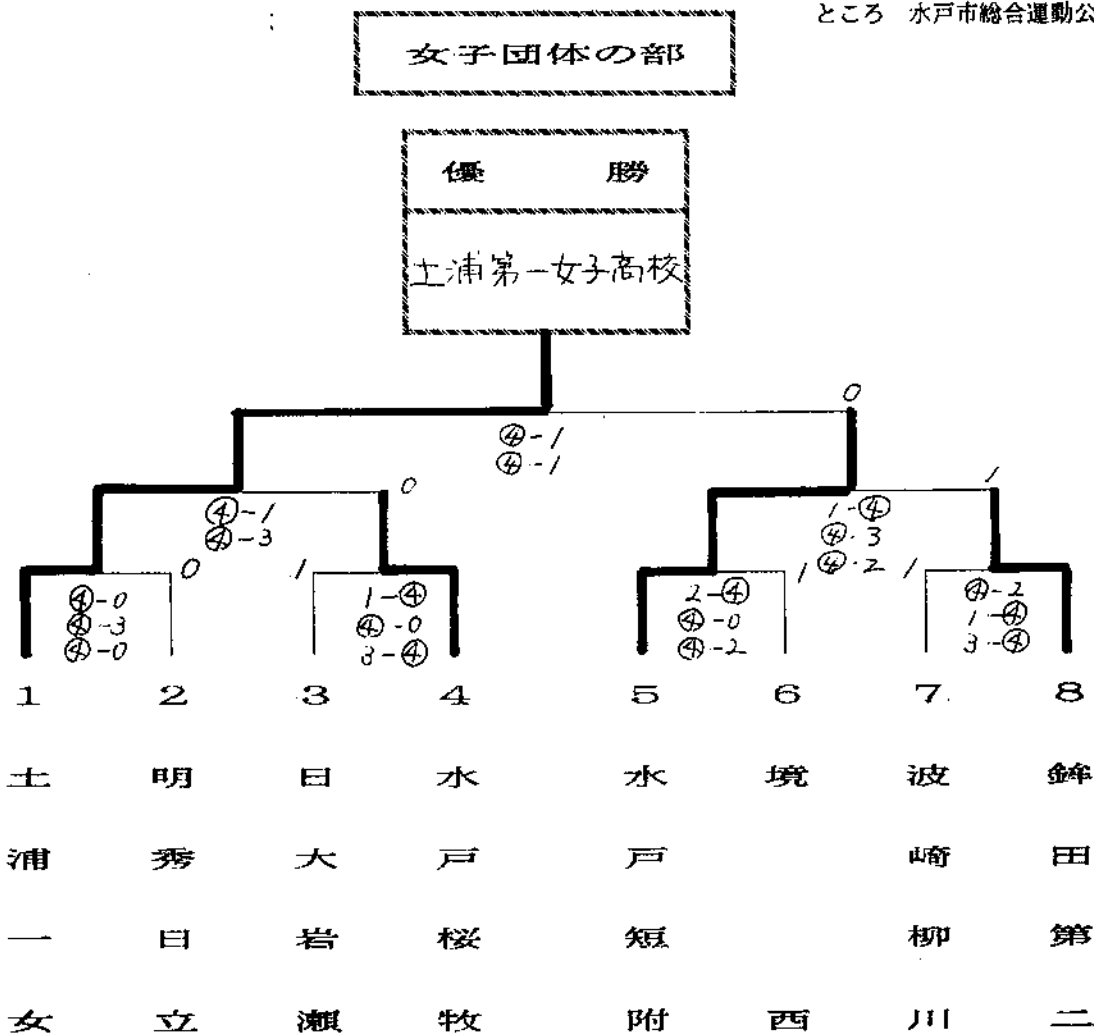 ところ 水戸市総合運動公
女子団体の部
優 勝
土浦第一女子高校
0
④-1
④-1
0
1
④-1
④-3
1-④
④-3
④-2
0
1
1
1
④-0
④-3
④-0
1-④
④-0
3-④
2-④
④-0
④-2
④-2
1-④
3-④
1 2 3 4 5 6 7 8
土浦一女
明秀日立
日大岩瀬
水戸桜牧
水戸短附
境西
波崎柳川
鉾田第二